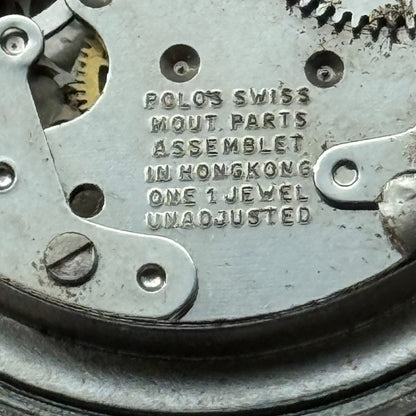 POLO'S SWISS
MOUT PARTS
ASSEMBLET
IN HONGKONG
ONE 1 JEWEL
UNADJUSTED